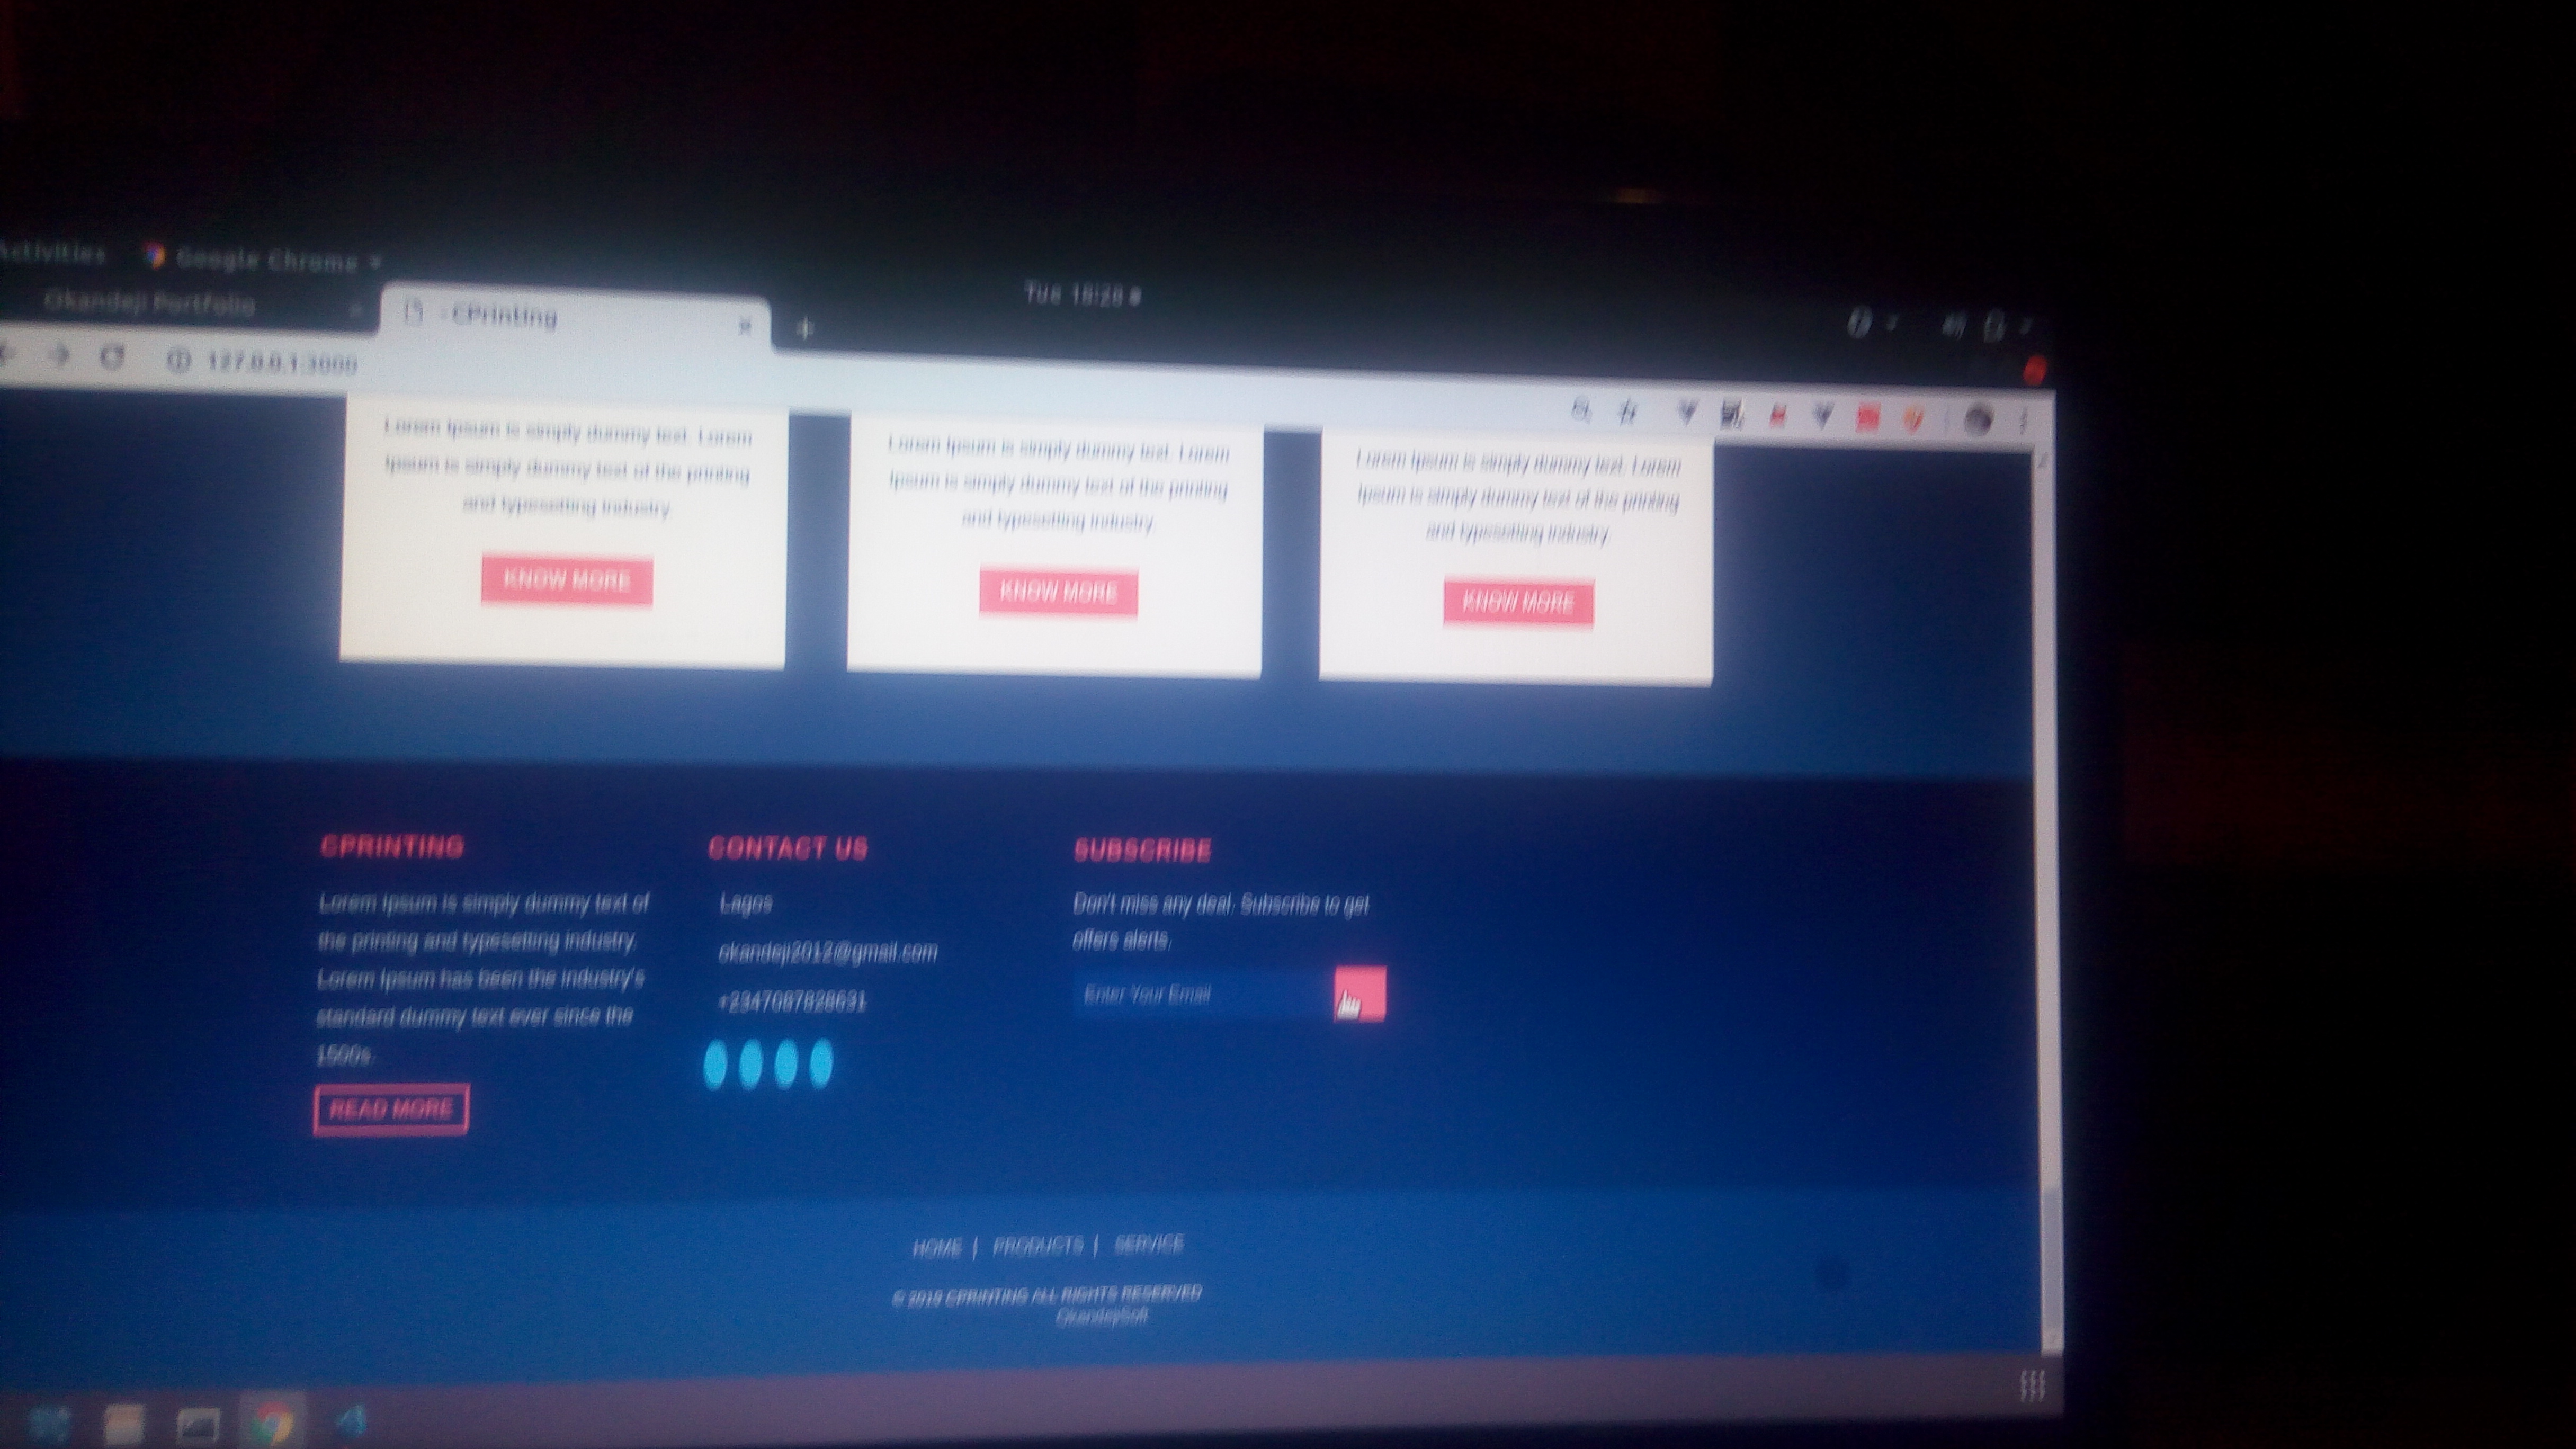 Activities
Google Chrome
Tue 18:28
Okandeji Portfolio
- CPrinting
127.0.0.1:3000
Lorem Ipsum is simply dummy text. Lorem
Ipsum is simply dummy text of the printing
and typesetting industry.
KNOW MORE
Lorem Ipsum is simply dummy text. Lorem
Ipsum is simply dummy text of the printing
and typesetting industry.
KNOW MORE
Lorem Ipsum is simply dummy text. Lorem
Ipsum is simply dummy text of the printing
and typesetting industry.
KNOW MORE
CPRINTING
Lorem Ipsum is simply dummy text of
the printing and typesetting industry.
Lorem Ipsum has been the industry's
standard dummy text ever since the
1500s.
READ MORE
CONTACT US
Lagos
okandeji2012@gmail.com
+2347087828631
SUBSCRIBE
Don't miss any deal. Subscribe to get
offers alerts.
Enter Your Email
HOME | PRODUCTS | SERVICE
© 2019 CPRINTING ALL RIGHTS RESERVED